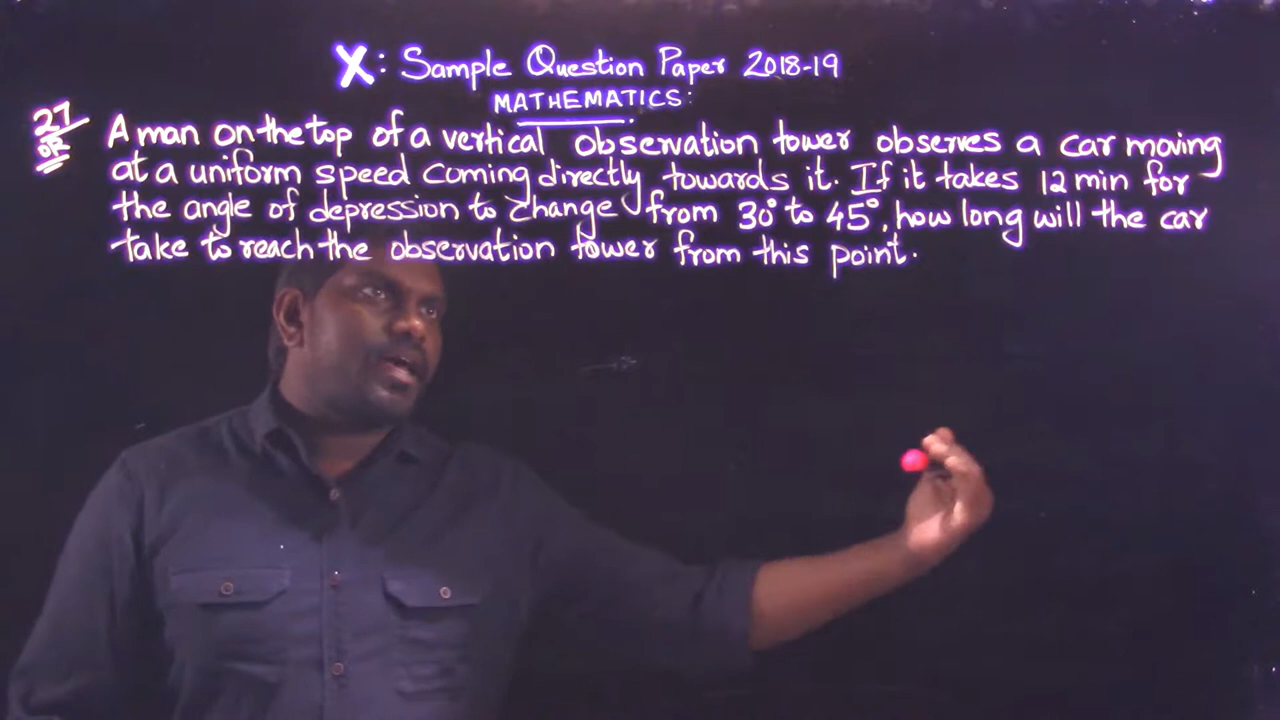 X: Sample Question Paper 2018-19
MATHEMATICS:
27 OR A man on the top of a vertical observation tower observes a car moving
at a uniform speed coming directly towards it. If it takes 12 min for
the angle of depression to change from 30° to 45°, how long will the car
take to reach the observation tower from this point.